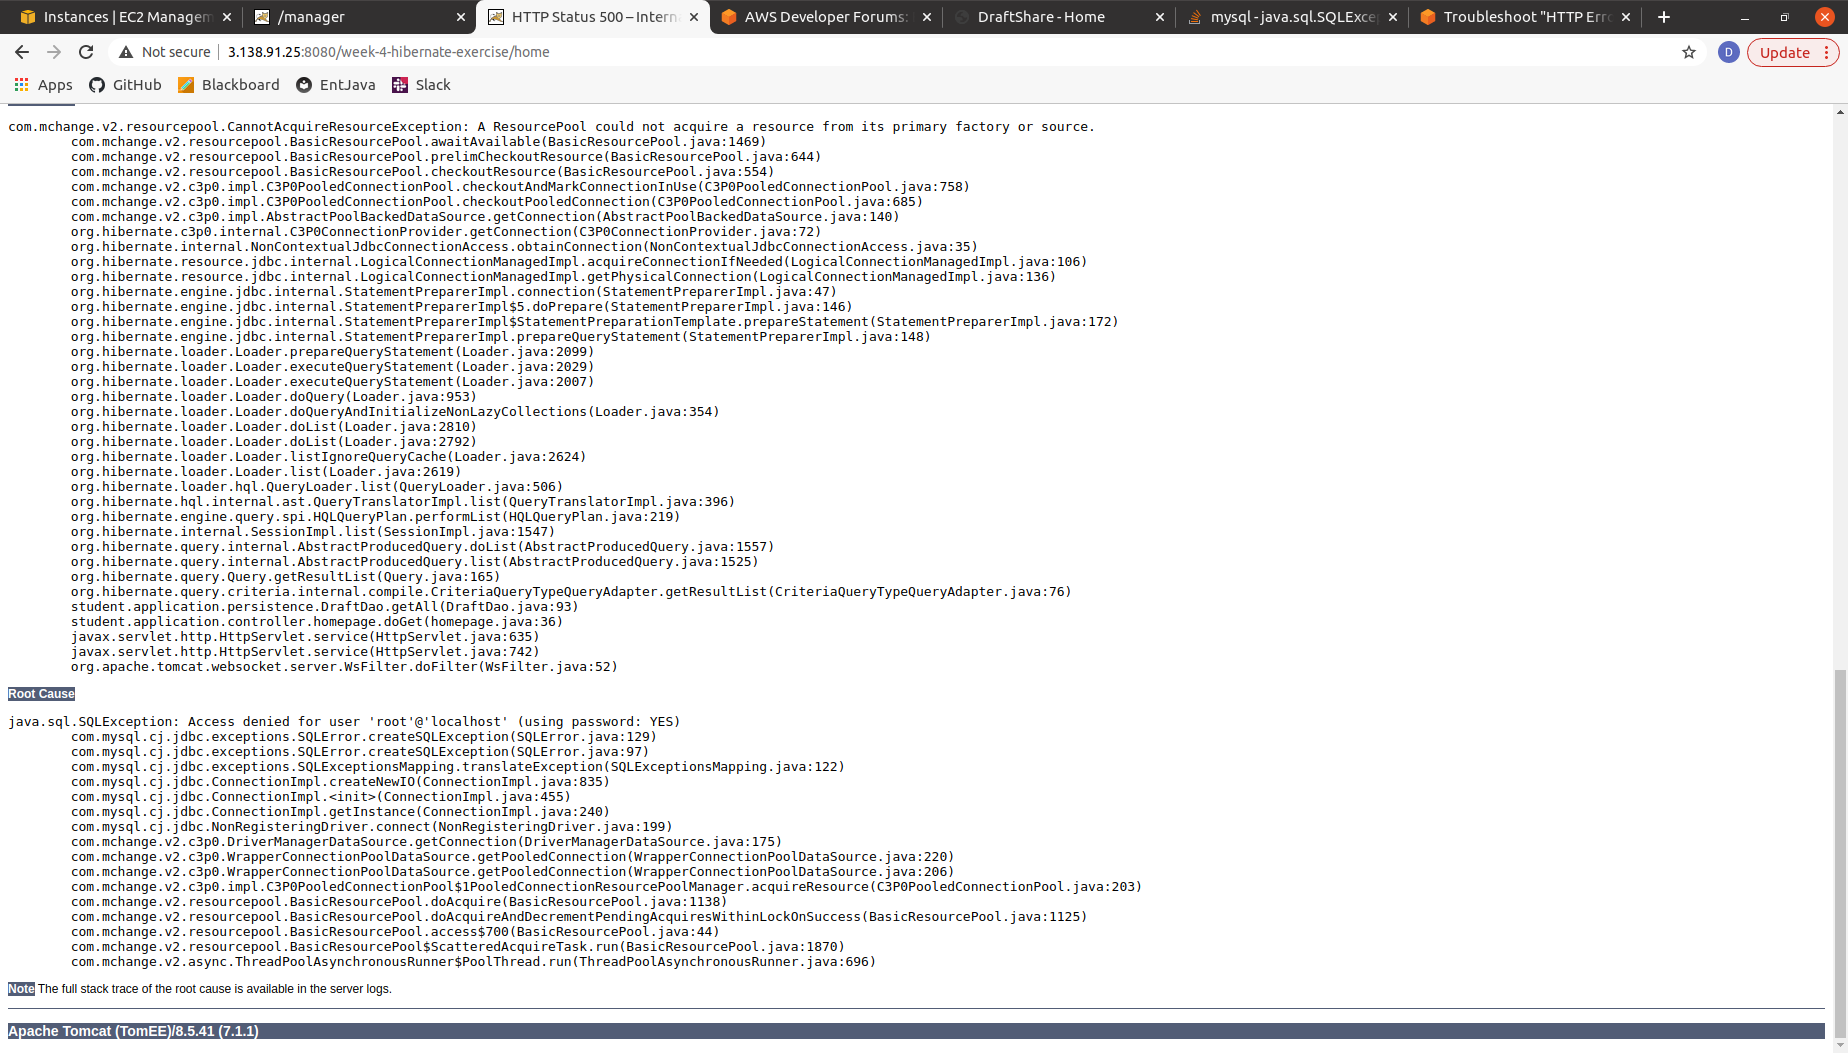 Instances | EC2 Managem
/manager
HTTP Status 500 – Intern
AWS Developer Forums:
DraftShare - Home
mysql - java.sql.SQLExce
Troubleshoot "HTTP Erro
Not secure
3.138.91.25:8080/week-4-hibernate-exercise/home
D
Update
Apps
GitHub
Blackboard
EntJava
Slack
com.mchange.v2.resourcepool.CannotAcquireResourceException: A ResourcePool could not acquire a resource from its primary factory or source.
com.mchange.v2.resourcepool.BasicResourcePool.awaitAvailable(BasicResourcePool.java:1469)
com.mchange.v2.resourcepool.BasicResourcePool.prelimCheckoutResource(BasicResourcePool.java:644)
com.mchange.v2.resourcepool.BasicResourcePool.checkoutResource(BasicResourcePool.java:554)
com.mchange.v2.c3p0.impl.C3P0PooledConnectionPool.checkoutAndMarkConnectionInUse(C3P0PooledConnectionPool.java:758)
com.mchange.v2.c3p0.impl.C3P0PooledConnectionPool.checkoutPooledConnection(C3P0PooledConnectionPool.java:685)
com.mchange.v2.c3p0.impl.AbstractPoolBackedDataSource.getConnection(AbstractPoolBackedDataSource.java:140)
org.hibernate.c3p0.internal.C3P0ConnectionProvider.getConnection(C3P0ConnectionProvider.java:72)
org.hibernate.internal.NonContextualJdbcConnectionAccess.obtainConnection(NonContextualJdbcConnectionAccess.java:35)
org.hibernate.resource.jdbc.internal.LogicalConnectionManagedImpl.acquireConnectionIfNeeded(LogicalConnectionManagedImpl.java:106)
org.hibernate.resource.jdbc.internal.LogicalConnectionManagedImpl.getPhysicalConnection(LogicalConnectionManagedImpl.java:136)
org.hibernate.engine.jdbc.internal.StatementPreparerImpl.connection(StatementPreparerImpl.java:47)
org.hibernate.engine.jdbc.internal.StatementPreparerImpl$5.doPrepare(StatementPreparerImpl.java:146)
org.hibernate.engine.jdbc.internal.StatementPreparerImpl$StatementPreparationTemplate.prepareStatement(StatementPreparerImpl.java:172)
org.hibernate.engine.jdbc.internal.StatementPreparerImpl.prepareQueryStatement(StatementPreparerImpl.java:148)
org.hibernate.loader.Loader.prepareQueryStatement(Loader.java:2099)
org.hibernate.loader.Loader.executeQueryStatement(Loader.java:2029)
org.hibernate.loader.Loader.executeQueryStatement(Loader.java:2007)
org.hibernate.loader.Loader.doQuery(Loader.java:953)
org.hibernate.loader.Loader.doQueryAndInitializeNonLazyCollections(Loader.java:354)
org.hibernate.loader.Loader.doList(Loader.java:2810)
org.hibernate.loader.Loader.doList(Loader.java:2792)
org.hibernate.loader.Loader.listIgnoreQueryCache(Loader.java:2624)
org.hibernate.loader.Loader.list(Loader.java:2619)
org.hibernate.loader.hql.QueryLoader.list(QueryLoader.java:506)
org.hibernate.hql.internal.ast.QueryTranslatorImpl.list(QueryTranslatorImpl.java:396)
org.hibernate.engine.query.spi.HQLQueryPlan.performList(HQLQueryPlan.java:219)
org.hibernate.internal.SessionImpl.list(SessionImpl.java:1547)
org.hibernate.query.internal.AbstractProducedQuery.doList(AbstractProducedQuery.java:1557)
org.hibernate.query.internal.AbstractProducedQuery.list(AbstractProducedQuery.java:1525)
org.hibernate.query.Query.getResultList(Query.java:165)
org.hibernate.query.criteria.internal.compile.CriteriaQueryTypeQueryAdapter.getResultList(CriteriaQueryTypeQueryAdapter.java:76)
student.application.persistence.DraftDao.getAll(DraftDao.java:93)
student.application.controller.homepage.doGet(homepage.java:36)
javax.servlet.http.HttpServlet.service(HttpServlet.java:635)
javax.servlet.http.HttpServlet.service(HttpServlet.java:742)
org.apache.tomcat.websocket.server.WsFilter.doFilter(WsFilter.java:52)
Root Cause
java.sql.SQLException: Access denied for user 'root'@'localhost' (using password: YES)
com.mysql.cj.jdbc.exceptions.SQLError.createSQLException(SQLError.java:129)
com.mysql.cj.jdbc.exceptions.SQLError.createSQLException(SQLError.java:97)
com.mysql.cj.jdbc.exceptions.SQLExceptionsMapping.translateException(SQLExceptionsMapping.java:122)
com.mysql.cj.jdbc.ConnectionImpl.createNewIO(ConnectionImpl.java:835)
com.mysql.cj.jdbc.ConnectionImpl.<init>(ConnectionImpl.java:455)
com.mysql.cj.jdbc.ConnectionImpl.getInstance(ConnectionImpl.java:240)
com.mysql.cj.jdbc.NonRegisteringDriver.connect(NonRegisteringDriver.java:199)
com.mchange.v2.c3p0.DriverManagerDataSource.getConnection(DriverManagerDataSource.java:175)
com.mchange.v2.c3p0.WrapperConnectionPoolDataSource.getPooledConnection(WrapperConnectionPoolDataSource.java:220)
com.mchange.v2.c3p0.WrapperConnectionPoolDataSource.getPooledConnection(WrapperConnectionPoolDataSource.java:206)
com.mchange.v2.c3p0.impl.C3P0PooledConnectionPool$1PooledConnectionResourcePoolManager.acquireResource(C3P0PooledConnectionPool.java:203)
com.mchange.v2.resourcepool.BasicResourcePool.doAcquire(BasicResourcePool.java:1138)
com.mchange.v2.resourcepool.BasicResourcePool.doAcquireAndDecrementPendingAcquiresWithinLockOnSuccess(BasicResourcePool.java:1125)
com.mchange.v2.resourcepool.BasicResourcePool.access$700(BasicResourcePool.java:44)
com.mchange.v2.resourcepool.BasicResourcePool$ScatteredAcquireTask.run(BasicResourcePool.java:1870)
com.mchange.v2.async.ThreadPoolAsynchronousRunner$PoolThread.run(ThreadPoolAsynchronousRunner.java:696)
Note The full stack trace of the root cause is available in the server logs.
Apache Tomcat (TomEE)/8.5.41 (7.1.1)